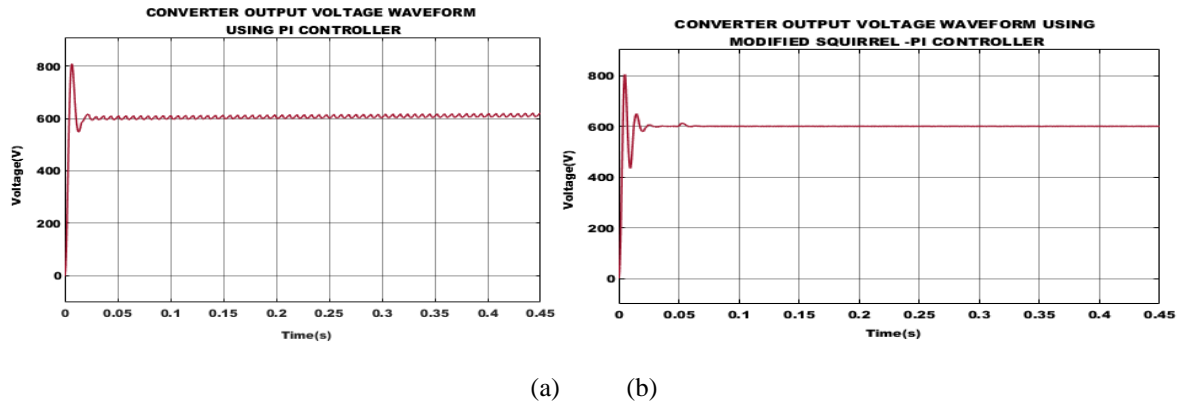 CONVERTER OUTPUT VOLTAGE WAVEFORM
USING PI CONTROLLER
800
600
400
200
0
Voltage(V)
0 0.05 0.1 0.15 0.2 0.25 0.3 0.35 0.4 0.45
Time(s)
CONVERTER OUTPUT VOLTAGE WAVEFORM USING
MODIFIED SQUIRREL -PI CONTROLLER
800
600
400
200
0
Voltage(V)
0 0.05 0.1 0.15 0.2 0.25 0.3 0.35 0.4 0.45
Time(s)
(a) (b)